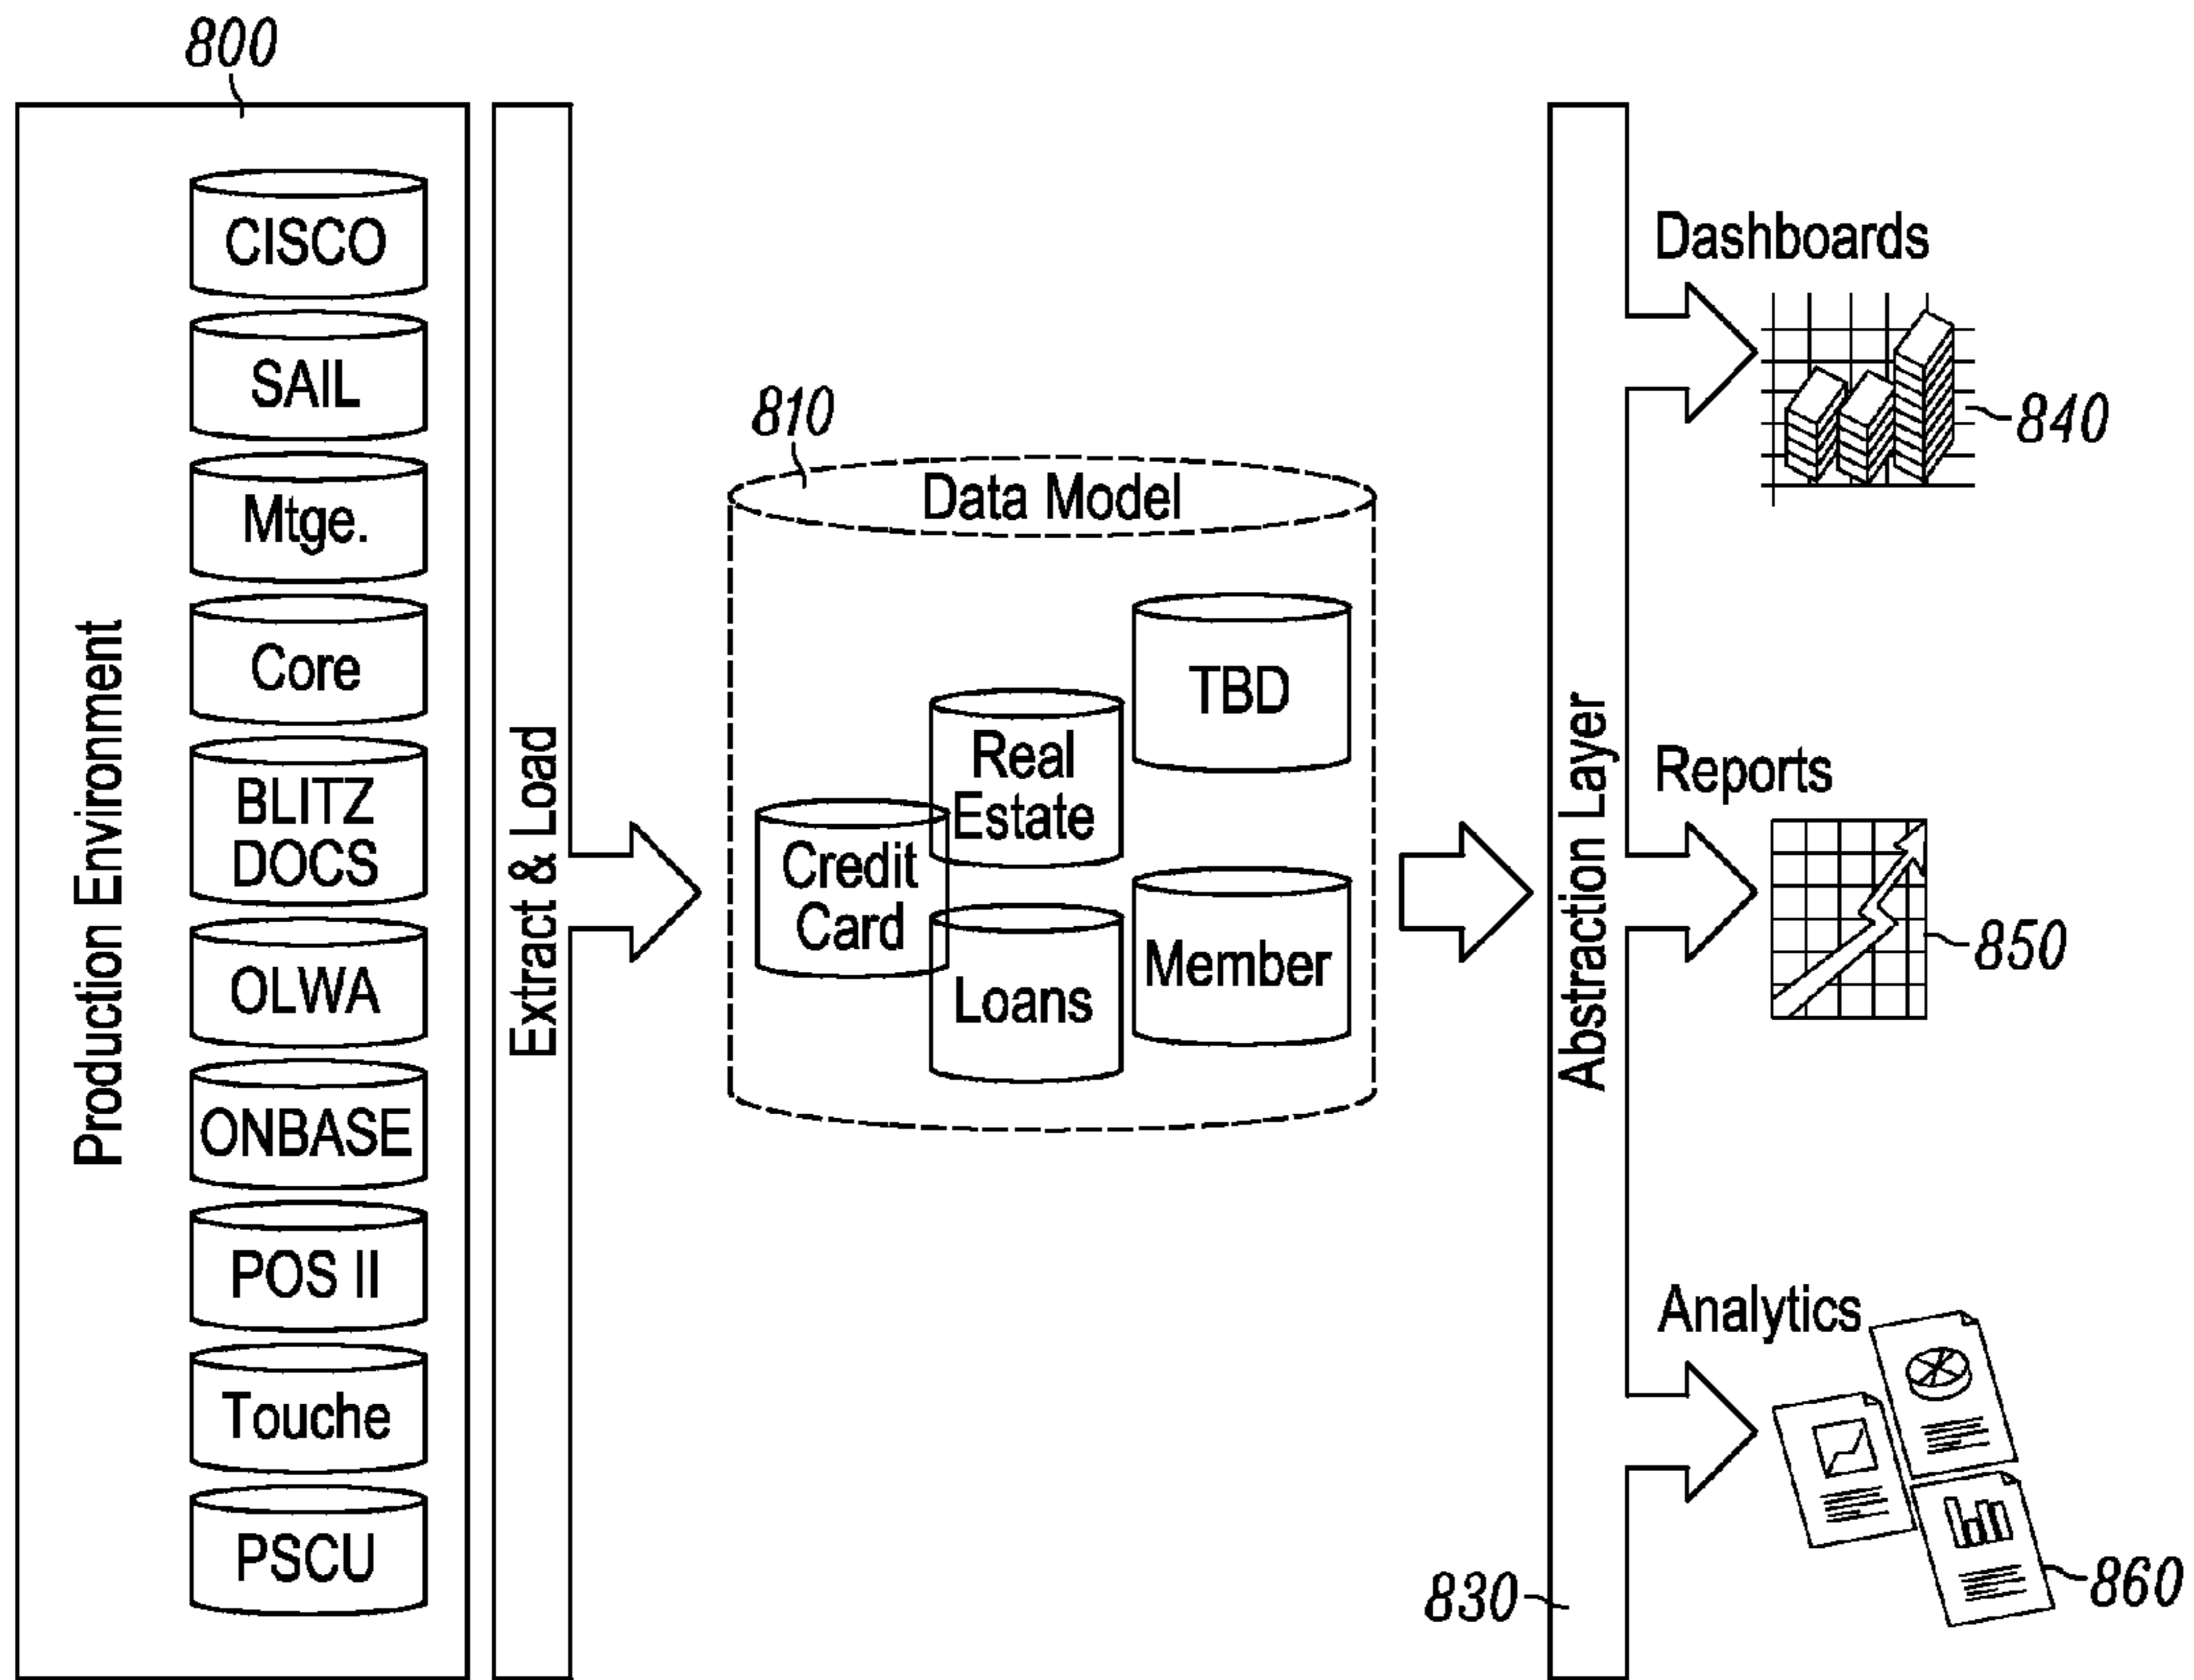 800
Production Environment
CISCO
SAIL
Mtge.
Core
BLITZ
DOCS
OLWA
ONBASE
POS II
Touche
PSCU
Extract & Load
810
Data Model
TBD
Real
Estate
Credit
Card
Loans
Member
Abstraction Layer
830
Dashboards
840
Reports
850
Analytics
860